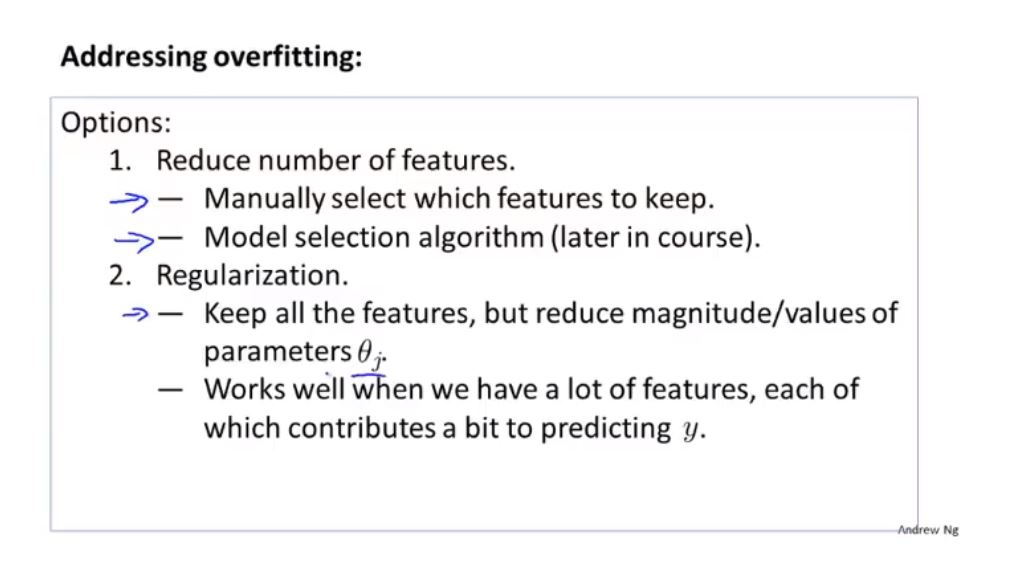 Addressing overfitting:
Options:
1. Reduce number of features.
— Manually select which features to keep.
— Model selection algorithm (later in course).
2. Regularization.
— Keep all the features, but reduce magnitude/values of
parameters θⱼ.
— Works well when we have a lot of features, each of
which contributes a bit to predicting y.
Andrew Ng